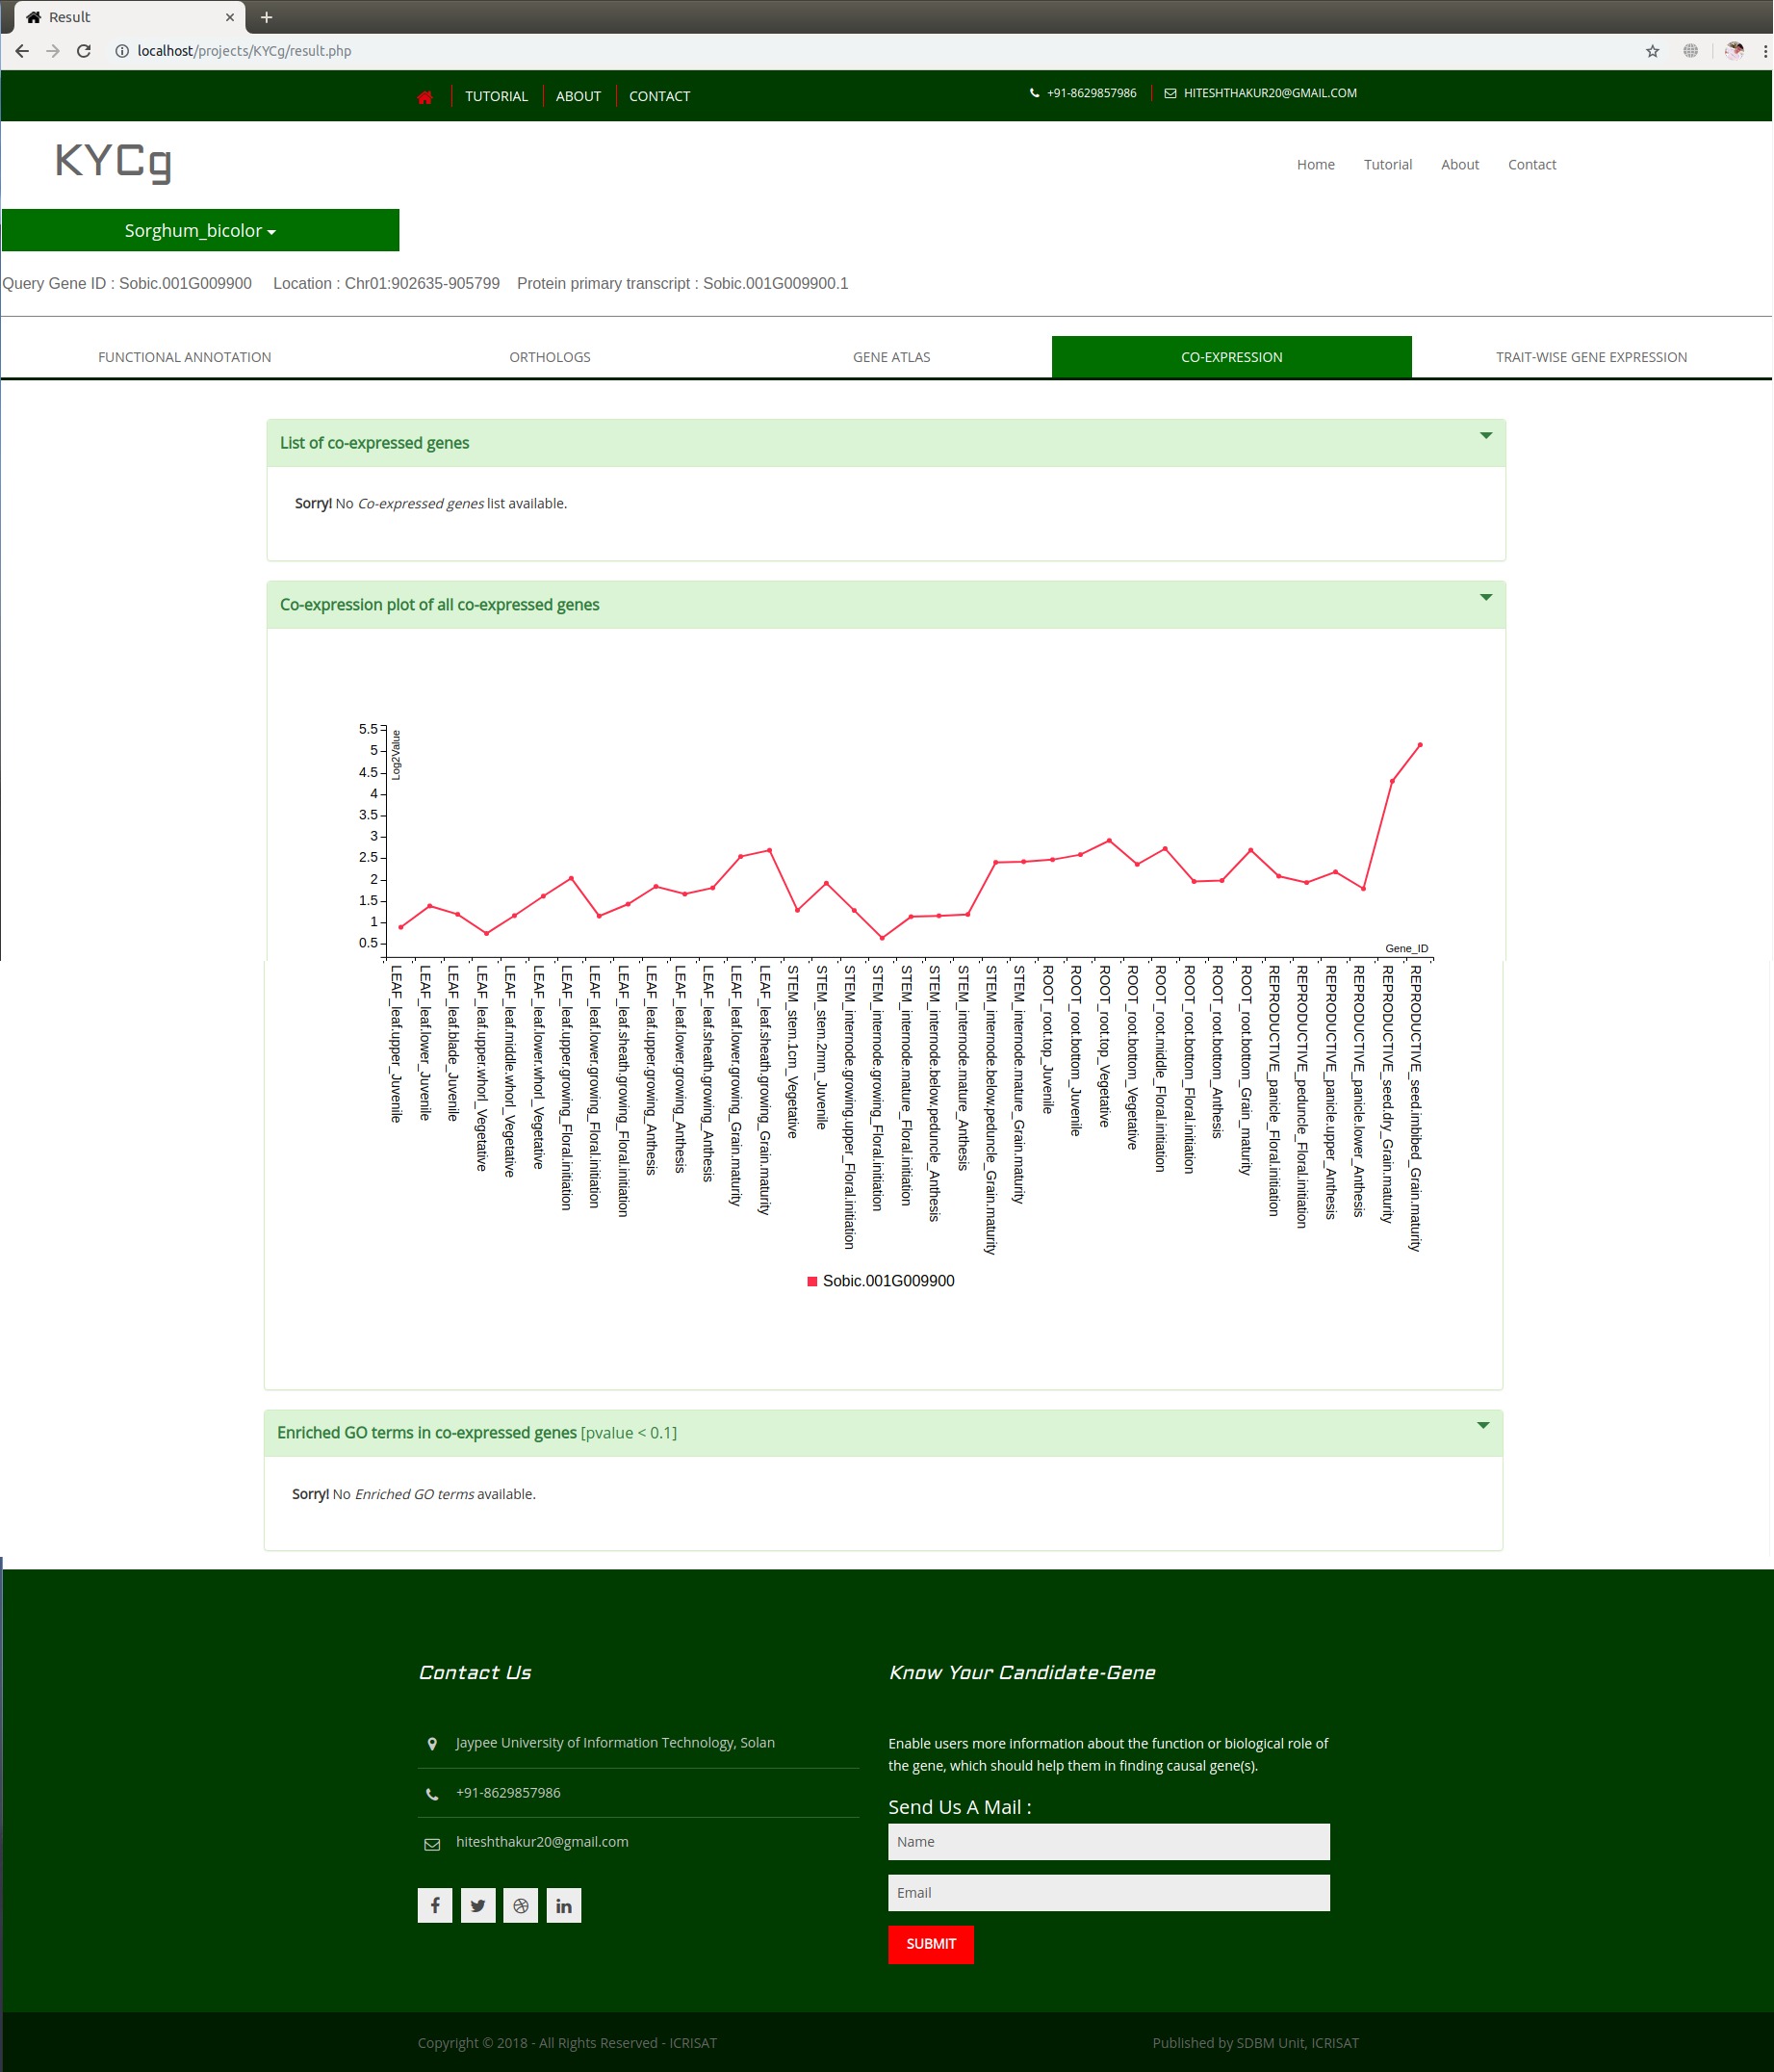 Result
localhost/projects/KYCg/result.php
TUTORIAL ABOUT CONTACT +91-8629857986 HITESHTHAKUR20@GMAIL.COM
KYCg
Home Tutorial About Contact
Sorghum_bicolor
Query Gene ID : Sobic.001G009900 Location : Chr01:902635-905799 Protein primary transcript : Sobic.001G009900.1
FUNCTIONAL ANNOTATION ORTHOLOGS GENE ATLAS CO-EXPRESSION TRAIT-WISE GENE EXPRESSION
List of co-expressed genes
Sorry! No Co-expressed genes list available.
Co-expression plot of all co-expressed genes
5.5
5
4.5
4
3.5
3
2.5
2
1.5
1
0.5
Log2Value
Gene_ID
LEAF_leaf.upper_Juvenile
LEAF_leaf.lower_Juvenile
LEAF_leaf.blade_Juvenile
LEAF_leaf.upper.whorl_Vegetative
LEAF_leaf.middle.whorl_Vegetative
LEAF_leaf.lower.whorl_Vegetative
LEAF_leaf.upper.growing_Floral.initiation
LEAF_leaf.lower.growing_Floral.initiation
LEAF_leaf.sheath.growing_Floral.initiation
LEAF_leaf.upper.growing_Anthesis
LEAF_leaf.lower.growing_Anthesis
LEAF_leaf.sheath.growing_Anthesis
LEAF_leaf.lower.growing_Grain.maturity
LEAF_leaf.sheath.growing_Grain.maturity
STEM_stem.1cm_Vegetative
STEM_stem.2mm_Juvenile
STEM_internode.growing.upper_Floral.initiation
STEM_internode.growing_Floral.initiation
STEM_internode.mature_Floral.initiation
STEM_internode.below.peduncle_Anthesis
STEM_internode.mature_Anthesis
STEM_internode.below.peduncle_Grain.maturity
STEM_internode.mature_Grain.maturity
ROOT_root.top_Juvenile
ROOT_root.bottom_Juvenile
ROOT_root.top_Vegetative
ROOT_root.bottom_Vegetative
ROOT_root.middle_Floral.initiation
ROOT_root.bottom_Floral.initiation
ROOT_root.bottom_Anthesis
ROOT_root.bottom_Grain_maturity
REPRODUCTIVE_panicle_Floral.initiation
REPRODUCTIVE_peduncle_Floral.initiation
REPRODUCTIVE_panicle.upper_Anthesis
REPRODUCTIVE_panicle.lower_Anthesis
REPRODUCTIVE_seed.dry_Grain.maturity
REPRODUCTIVE_seed.imbibed_Grain.maturity
Sobic.001G009900
Enriched GO terms in co-expressed genes [pvalue < 0.1]
Sorry! No Enriched GO terms available.
Contact Us
Jaypee University of Information Technology, Solan
+91-8629857986
hiteshthakur20@gmail.com
Know Your Candidate-Gene
Enable users more information about the function or biological role of
the gene, which should help them in finding causal gene(s).
Send Us A Mail :
Name
Email
SUBMIT
Copyright © 2018 - All Rights Reserved - ICRISAT Published by SDBM Unit, ICRISAT